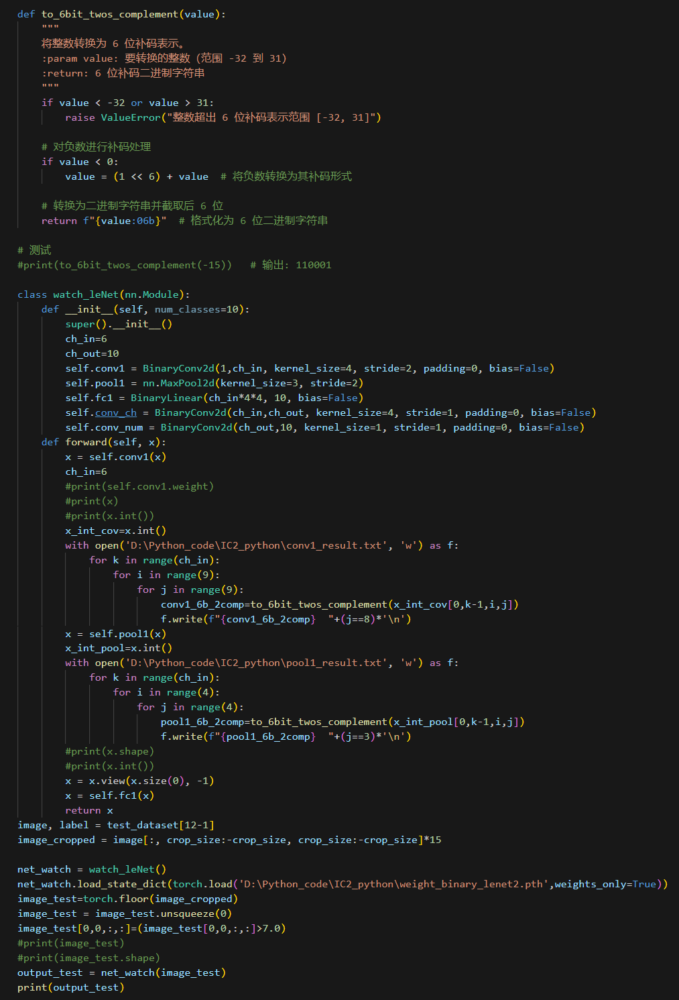 def to_6bit_twos_complement(value):
    """
    将整数转换为 6 位补码表示。
    :param value: 要转换的整数 (范围 -32 到 31)
    :return: 6 位补码二进制字符串
    """
    if value < -32 or value > 31:
        raise ValueError("整数超出 6 位补码表示范围 [-32, 31]")

    # 对负数进行补码处理
    if value < 0:
        value = (1 << 6) + value  # 将负数转换为其补码形式

    # 转换为二进制字符串并截取后 6 位
    return f"{value:06b}"  # 格式化为 6 位二进制字符串

# 测试
#print(to_6bit_twos_complement(-15))   # 输出: 110001

class watch_leNet(nn.Module):
    def __init__(self, num_classes=10):
        super().__init__()
        ch_in=6
        ch_out=10
        self.conv1 = BinaryConv2d(1,ch_in, kernel_size=4, stride=2, padding=0, bias=False)
        self.pool1 = nn.MaxPool2d(kernel_size=3, stride=2)
        self.fc1 = BinaryLinear(ch_in*4*4, 10, bias=False)
        self.conv_ch = BinaryConv2d(ch_in,ch_out, kernel_size=4, stride=1, padding=0, bias=False)
        self.conv_num = BinaryConv2d(ch_out,10, kernel_size=1, stride=1, padding=0, bias=False)
    def forward(self, x):
        x = self.conv1(x)
        ch_in=6
        #print(self.conv1.weight)
        #print(x)
        #print(x.int())
        x_int_cov=x.int()
        with open('D:\Python_code\IC2_python\conv1_result.txt', 'w') as f:
            for k in range(ch_in):
                for i in range(9):
                    for j in range(9):
                        conv1_6b_2comp=to_6bit_twos_complement(x_int_cov[0,k-1,i,j])
                        f.write(f"{conv1_6b_2comp}  "+(j==8)*'\n')
        x = self.pool1(x)
        x_int_pool=x.int()
        with open('D:\Python_code\IC2_python\pool1_result.txt', 'w') as f:
            for k in range(ch_in):
                for i in range(4):
                    for j in range(4):
                        pool1_6b_2comp=to_6bit_twos_complement(x_int_pool[0,k-1,i,j])
                        f.write(f"{pool1_6b_2comp}  "+(j==3)*'\n')
        #print(x.shape)
        #print(x.int())
        x = x.view(x.size(0), -1)
        x = self.fc1(x)
        return x
image, label = test_dataset[12-1]
image_cropped = image[:, crop_size:-crop_size, crop_size:-crop_size]*15

net_watch = watch_leNet()
net_watch.load_state_dict(torch.load('D:\Python_code\IC2_python\weight_binary_lenet2.pth',weights_only=True))
image_test=torch.floor(image_cropped)
image_test = image_test.unsqueeze(0)
image_test[0,0,:,:]=(image_test[0,0,:,:]>7.0)
#print(image_test)
#print(image_test.shape)
output_test = net_watch(image_test)
print(output_test)